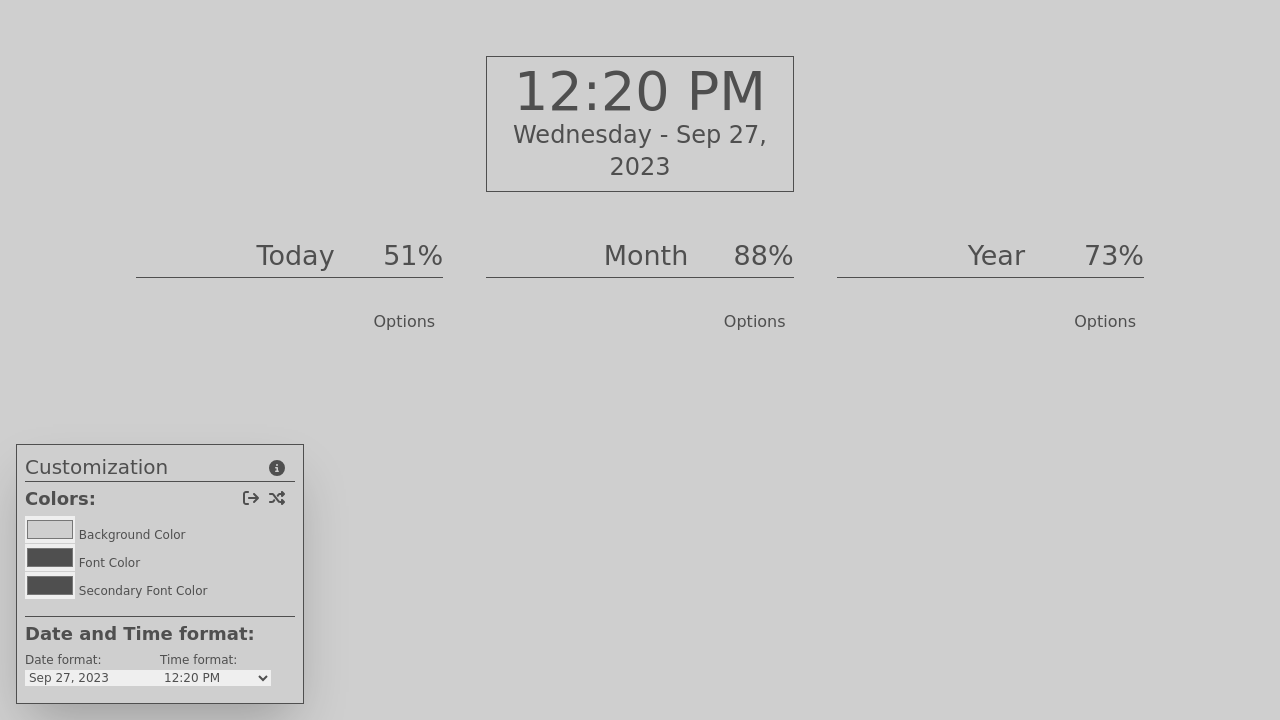 12:20 PM
Wednesday - Sep 27,
2023
Today 51%
Month 88%
Year 73%
Options
Options
Options
Customization
Colors:
Background Color
Font Color
Secondary Font Color
Date and Time format:
Date format: Time format:
Sep 27, 2023 12:20 PM